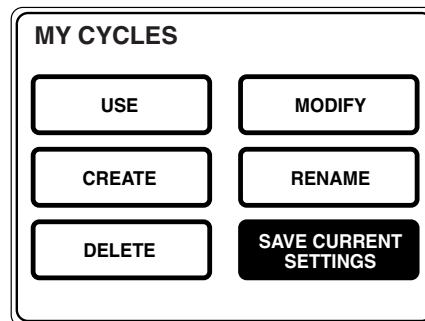 MY CYCLES
USE
MODIFY
CREATE
RENAME
DELETE
SAVE CURRENT
SETTINGS